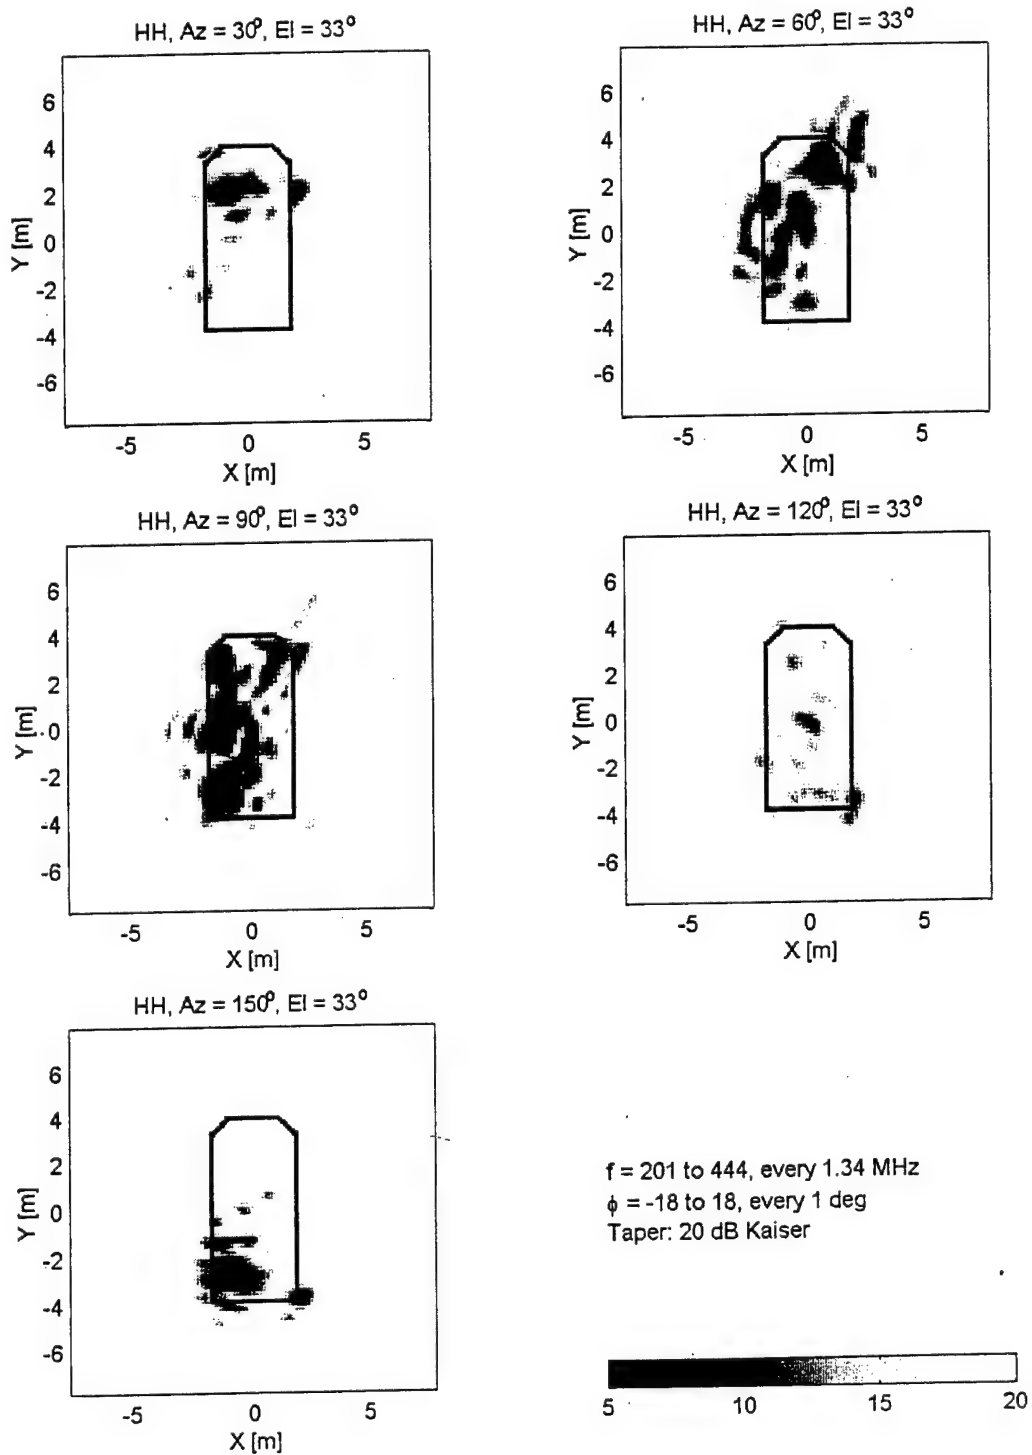 HH, Az = 30°, El = 33°
6
4
2
0
-2
-4
-6
Y [m]
-5 0 5
X [m]
HH, Az = 60°, El = 33°
6
4
2
0
-2
-4
-6
Y [m]
-5 0 5
X [m]
HH, Az = 90°, El = 33°
6
4
2
0
-2
-4
-6
Y [m]
-5 0 5
X [m]
HH, Az = 120°, El = 33°
6
4
2
0
-2
-4
-6
Y [m]
-5 0 5
X [m]
HH, Az = 150°, El = 33°
6
4
2
0
-2
-4
-6
Y [m]
-5 0 5
X [m]
f = 201 to 444, every 1.34 MHz
ϕ = -18 to 18, every 1 deg
Taper: 20 dB Kaiser
5 10 15 20